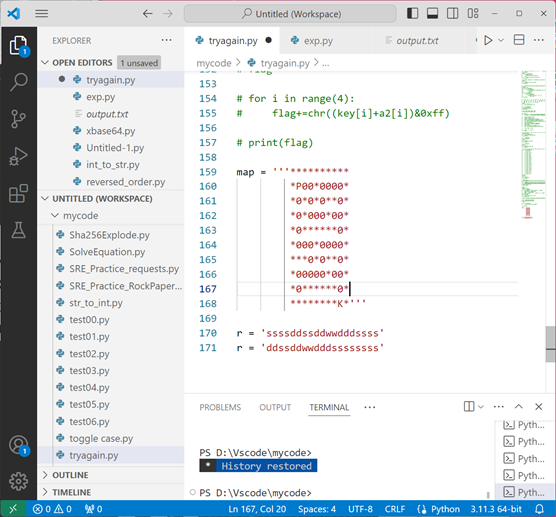 Untitled (Workspace)
EXPLORER
OPEN EDITORS 1 unsaved
tryagain.py
exp.py
output.txt
xbase64.py
Untitled-1.py
int_to_str.py
reversed_order.py
UNTITLED (WORKSPACE)
mycode
Sha256Explode.py
SolveEquation.py
SRE_Practice_requests.py
SRE_Practice_RockPaper...
str_to_int.py
test00.py
test01.py
test02.py
test03.py
test04.py
test05.py
test06.py
toggle case.py
tryagain.py
OUTLINE
TIMELINE
tryagain.py exp.py output.txt
mycode > tryagain.py > ...
152 # flag
153
154 # for i in range(4):
155 #     flag+=chr((key[i]+a2[i])&0xff)
156
157 # print(flag)
158
159 map = '''**********
160 *P00*0000*
161 *0*0*0**0*
162 *0*000*00*
163 *0******0*
164 *000*0000*
165 ***0*0**0*
166 *00000*00*
167 *0******0*
168 ********K*'''
169
170 r = 'ssssddssddwwdddssss'
171 r = 'ddssddwwdddssssssss'
PROBLEMS OUTPUT TERMINAL ...
PS D:\Vscode\mycode>
* History restored
PS D:\Vscode\mycode>
Pyth...
Pyth...
Pyth...
Pyth...
Pyth...
1
1
0 0 0 Ln 167, Col 20 Spaces: 4 UTF-8 CRLF Python 3.11.3 64-bit